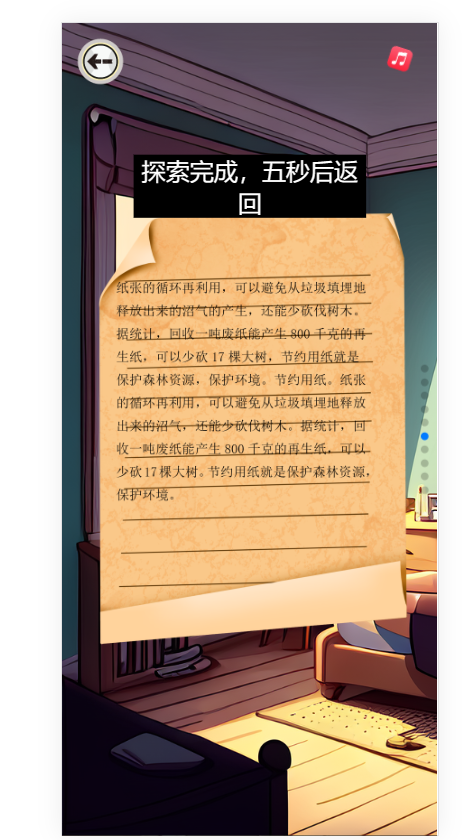 探索完成，五秒后返
回
纸张的循环再利用，可以避免从垃圾填埋地
释放出来的沼气的产生，还能少砍伐树木。
据统计，回收一吨废纸能产生 800 千克的再
生纸，可以少砍 17 棵大树，节约用纸就是
保护森林资源，保护环境。节约用纸。纸张
的循环再利用，可以避免从垃圾填埋地释放
出来的沼气，还能少砍伐树木。据统计，回
收一吨废纸能产生 800 千克的再生纸，可以
少砍 17 棵大树。节约用纸就是保护森林资源，
保护环境。